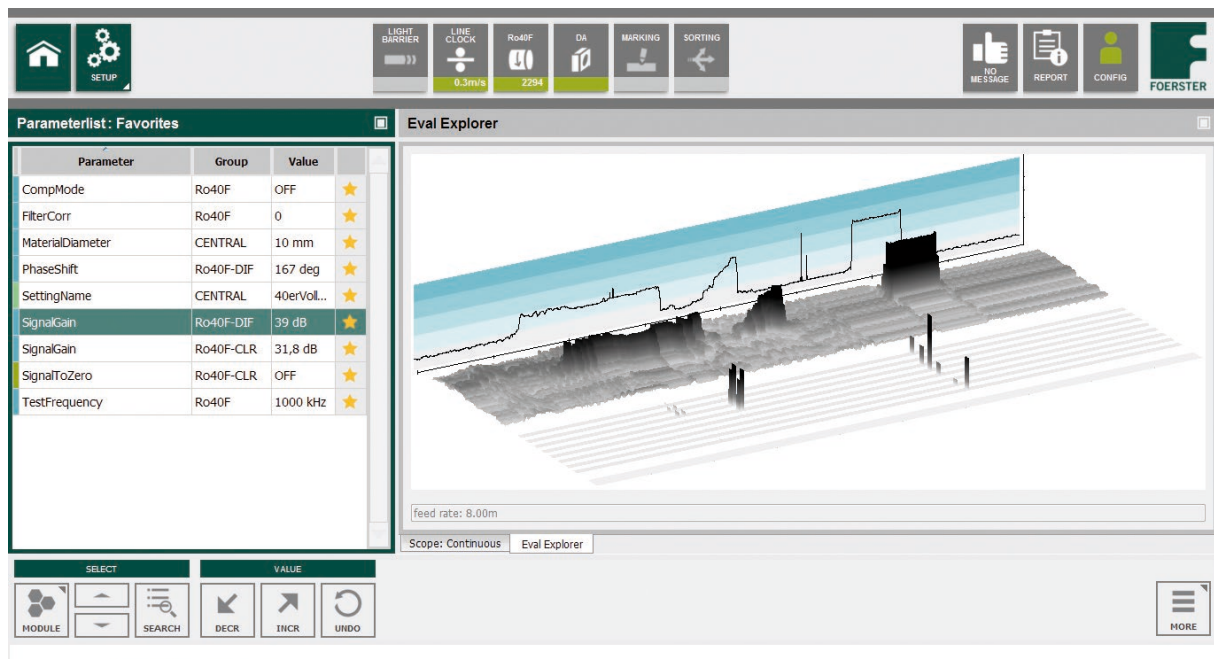 SETUP
LIGHT BARRIER
LINE CLOCK
0.3m/s
Ro40F
2294
DA
MARKING
SORTING
NO MESSAGE
REPORT
CONFIG
FOERSTER
Parameterlist: Favorites
Parameter Group Value
CompMode Ro40F OFF
FilterCorr Ro40F 0
MaterialDiameter CENTRAL 10 mm
PhaseShift Ro40F-DIF 167 deg
SettingName CENTRAL 40erVoll...
SignalGain Ro40F-DIF 39 dB
SignalGain Ro40F-CLR 31,8 dB
SignalToZero Ro40F-CLR OFF
TestFrequency Ro40F 1000 kHz
Eval Explorer
feed rate: 8.00m
Scope: Continuous Eval Explorer
SELECT VALUE
MODULE SEARCH DECR INCR UNDO MORE